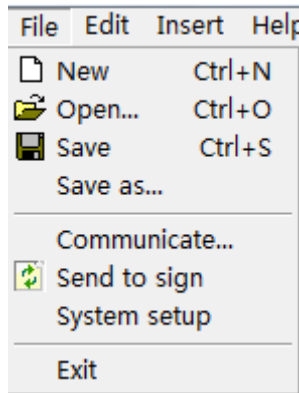 File Edit Insert Help
New Ctrl+N
Open... Ctrl+O
Save Ctrl+S
Save as...
Communicate...
Send to sign
System setup
Exit